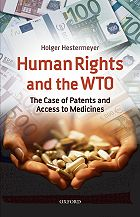 Holger Hestermeyer
Human Rights
and the WTO
The Case of Patents and
Access to Medicines
OXFORD